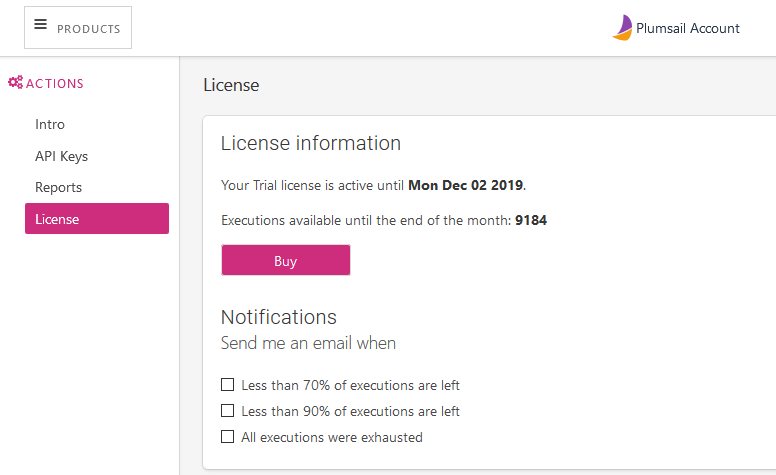 PRODUCTS
Plumsail Account
ACTIONS
Intro
API Keys
Reports
License
License
License information
Your Trial license is active until Mon Dec 02 2019.
Executions available until the end of the month: 9184
Buy
Notifications
Send me an email when
Less than 70% of executions are left
Less than 90% of executions are left
All executions were exhausted